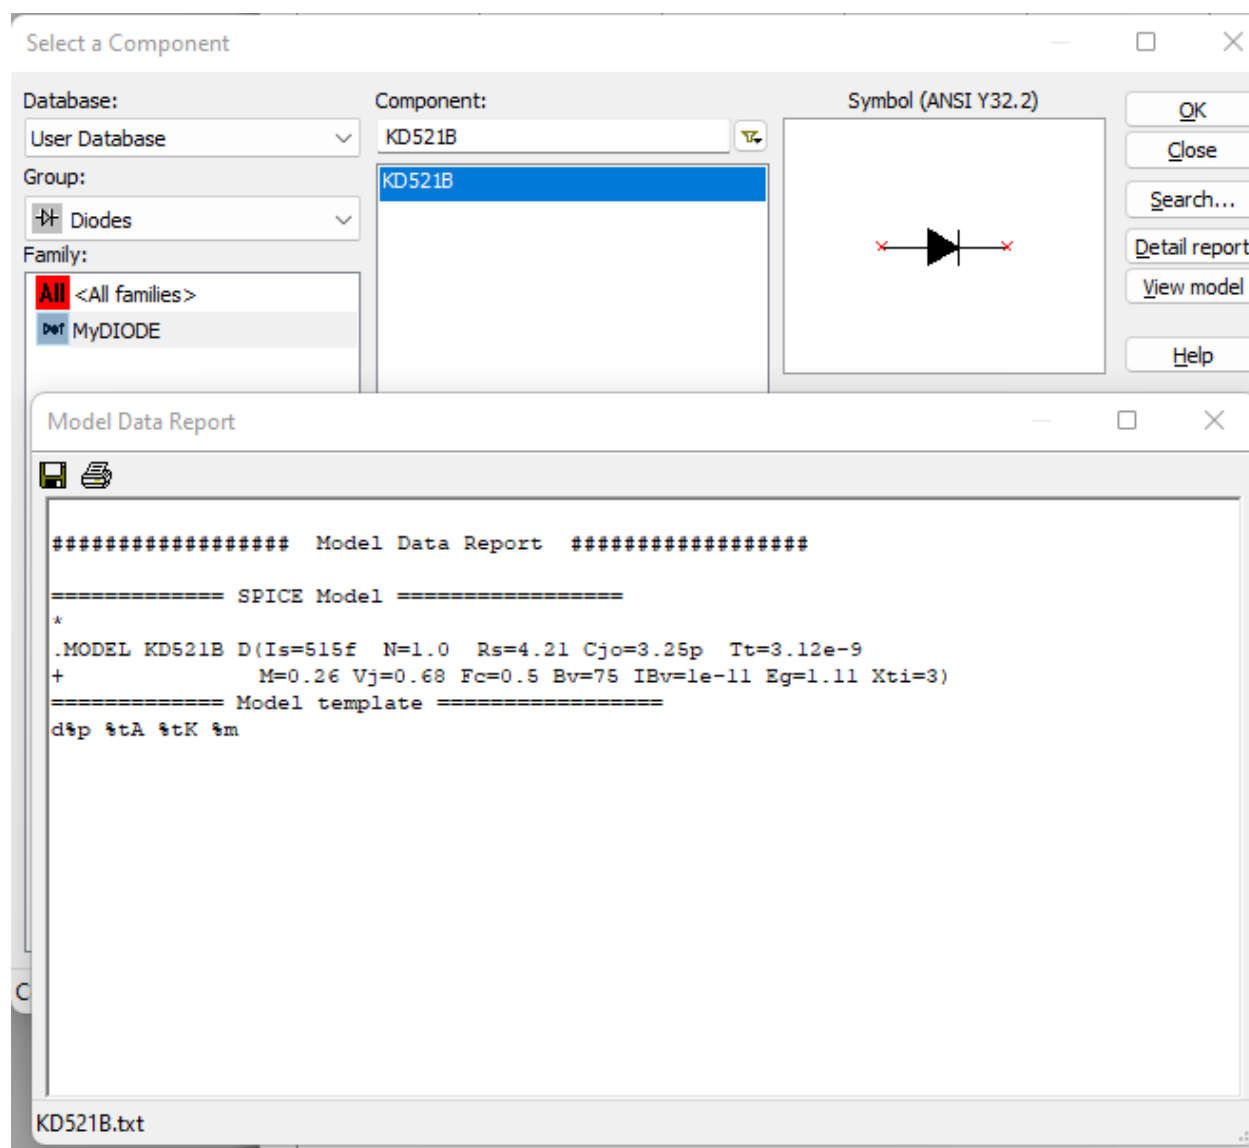 Select a Component
Database:
Component:
Symbol (ANSI Y32.2)
OK
User Database
KD521B
Close
Group:
KD521B
Search...
Diodes
Family:
Detail report
All <All families>
View model
Def MyDIODE
Help
Model Data Report
################## Model Data Report ##################
============= SPICE Model =================
*
.MODEL KD521B D(Is=515f N=1.0 Rs=4.21 Cjo=3.25p Tt=3.12e-9
+ M=0.26 Vj=0.68 Fc=0.5 Bv=75 IBv=1e-11 Eg=1.11 Xti=3)
============= Model template =================
d%p %tA %tK %m
C
KD521B.txt